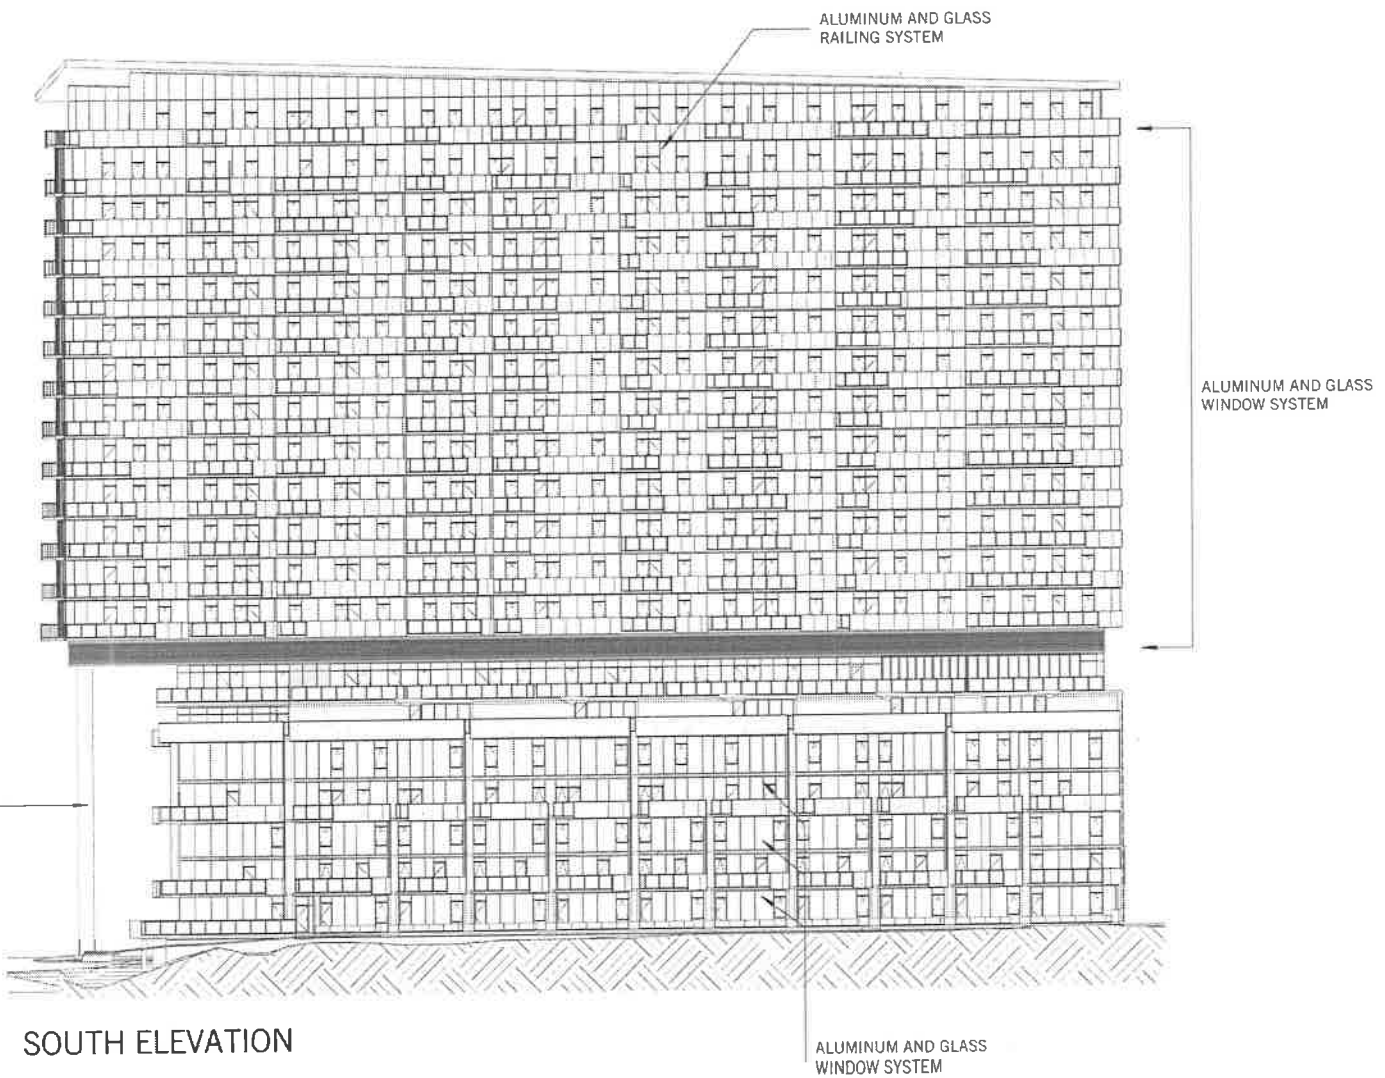 ALUMINUM AND GLASS
RAILING SYSTEM
ALUMINUM AND GLASS
WINDOW SYSTEM
SOUTH ELEVATION
ALUMINUM AND GLASS
WINDOW SYSTEM